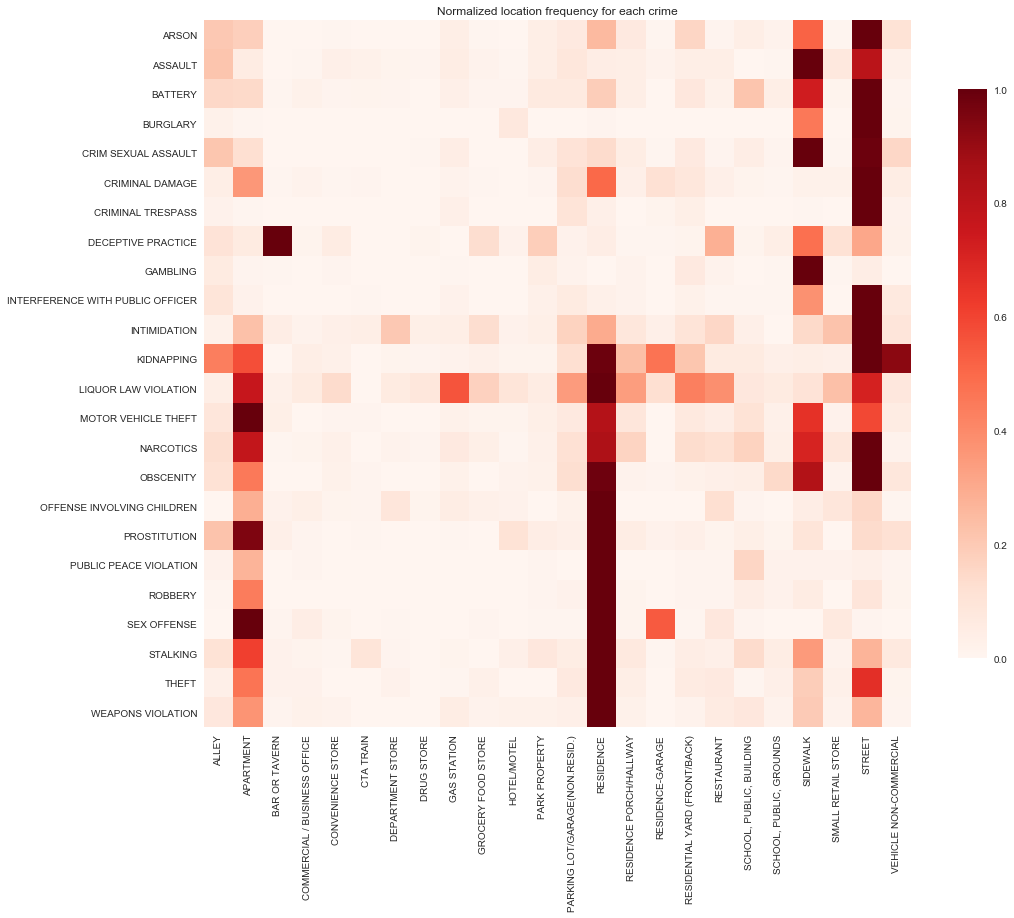 Normalized location frequency for each crime
ARSON
ASSAULT
BATTERY
BURGLARY
CRIM SEXUAL ASSAULT
CRIMINAL DAMAGE
CRIMINAL TRESPASS
DECEPTIVE PRACTICE
GAMBLING
INTERFERENCE WITH PUBLIC OFFICER
INTIMIDATION
KIDNAPPING
LIQUOR LAW VIOLATION
MOTOR VEHICLE THEFT
NARCOTICS
OBSCENITY
OFFENSE INVOLVING CHILDREN
PROSTITUTION
PUBLIC PEACE VIOLATION
ROBBERY
SEX OFFENSE
STALKING
THEFT
WEAPONS VIOLATION
ALLEY
APARTMENT
BAR OR TAVERN
COMMERCIAL / BUSINESS OFFICE
CONVENIENCE STORE
CTA TRAIN
DEPARTMENT STORE
DRUG STORE
GAS STATION
GROCERY FOOD STORE
HOTEL/MOTEL
PARK PROPERTY
PARKING LOT/GARAGE(NON.RESID.)
RESIDENCE
RESIDENCE PORCH/HALLWAY
RESIDENCE-GARAGE
RESIDENTIAL YARD (FRONT/BACK)
RESTAURANT
SCHOOL, PUBLIC, BUILDING
SCHOOL, PUBLIC, GROUNDS
SIDEWALK
SMALL RETAIL STORE
STREET
VEHICLE NON-COMMERCIAL
1.0
0.8
0.6
0.4
0.2
0.0